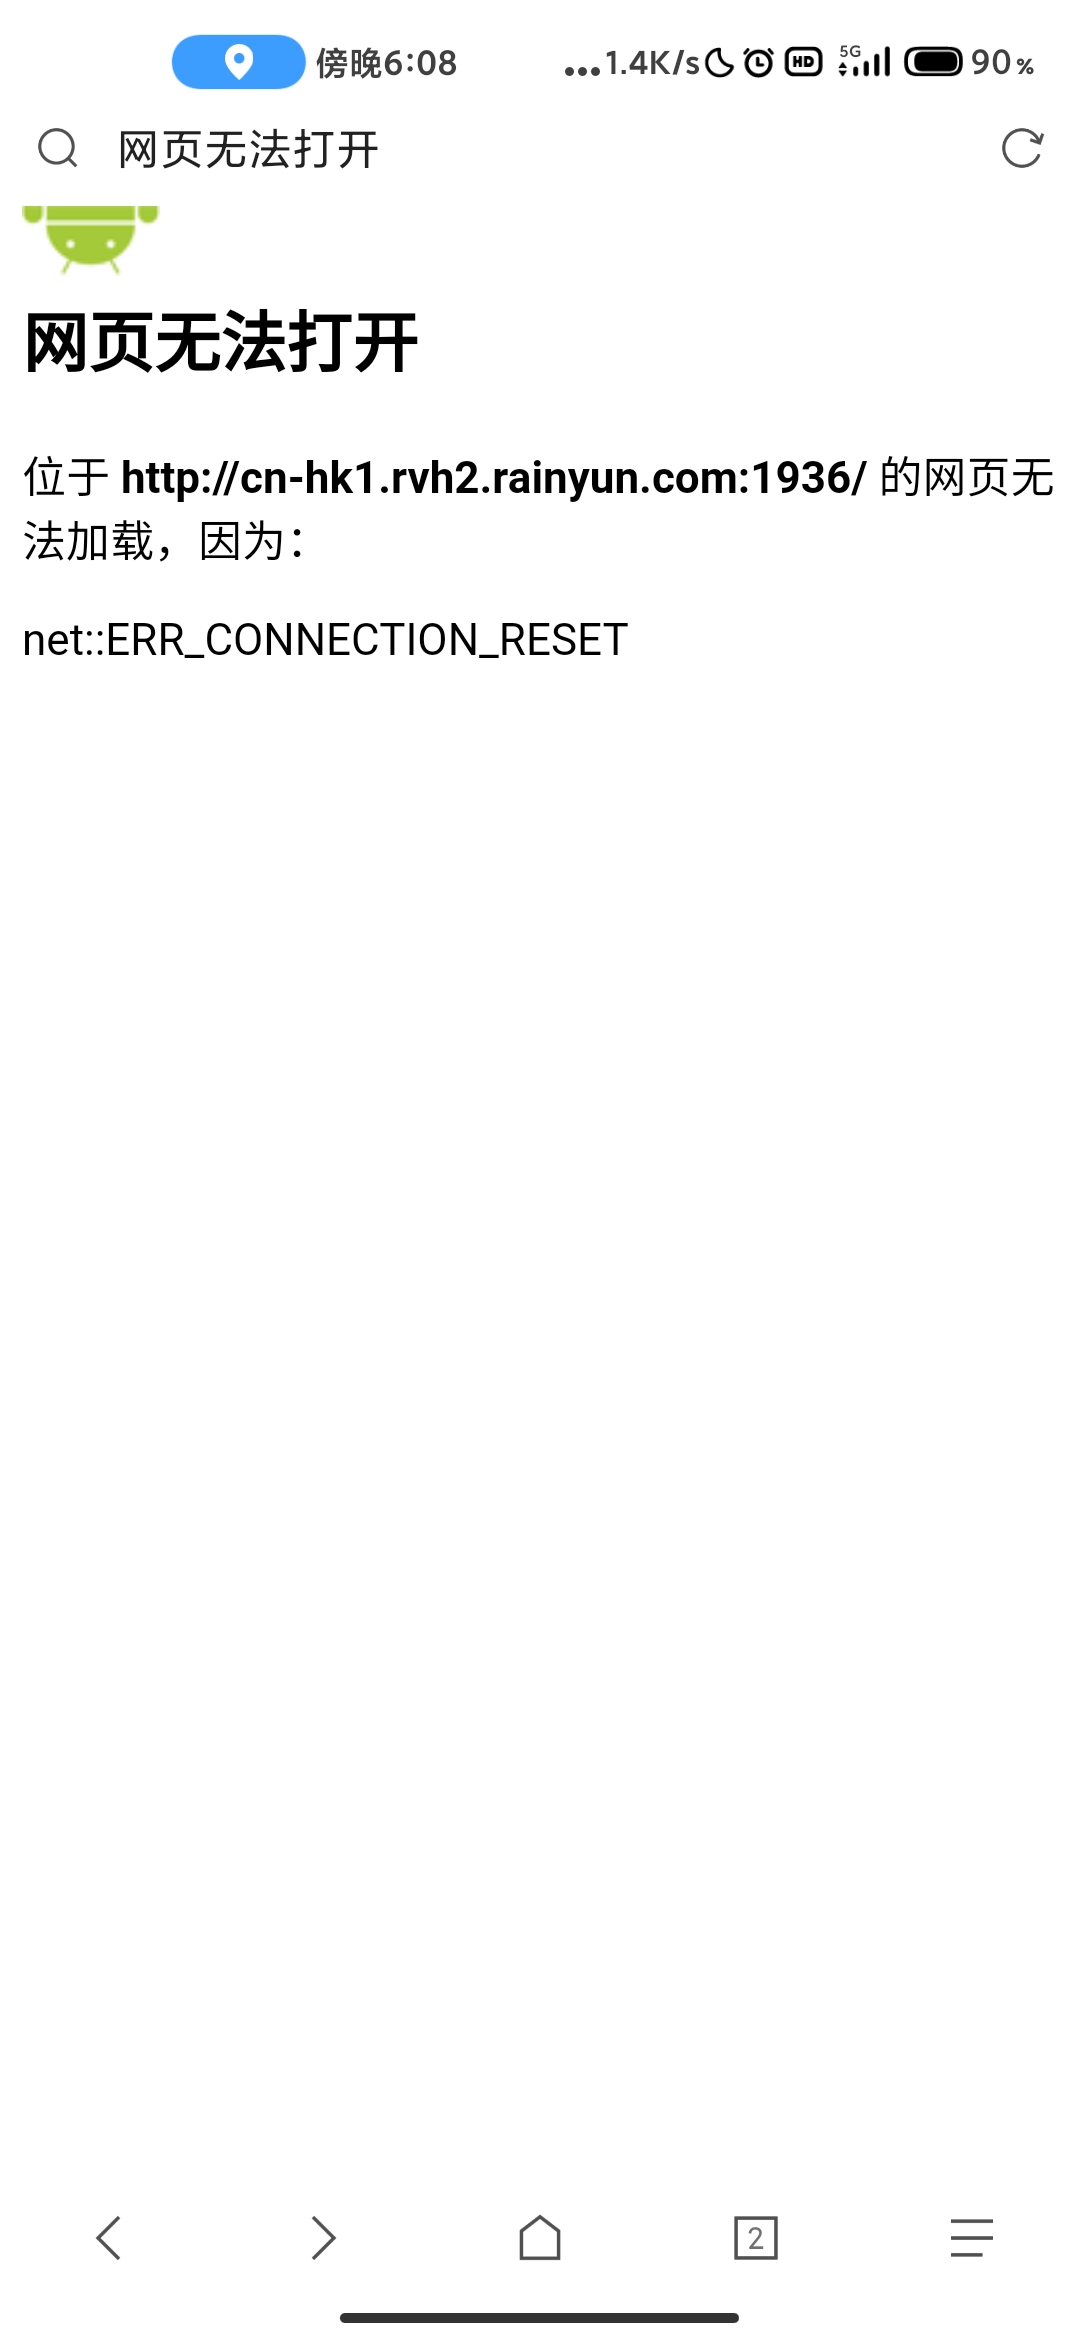 傍晚6:08 ...1.4K/s HD 5G 90%
网页无法打开
网页无法打开
位于 http://cn-hk1.rvh2.rainyun.com:1936/ 的网页无
法加载，因为：
net::ERR_CONNECTION_RESET
2